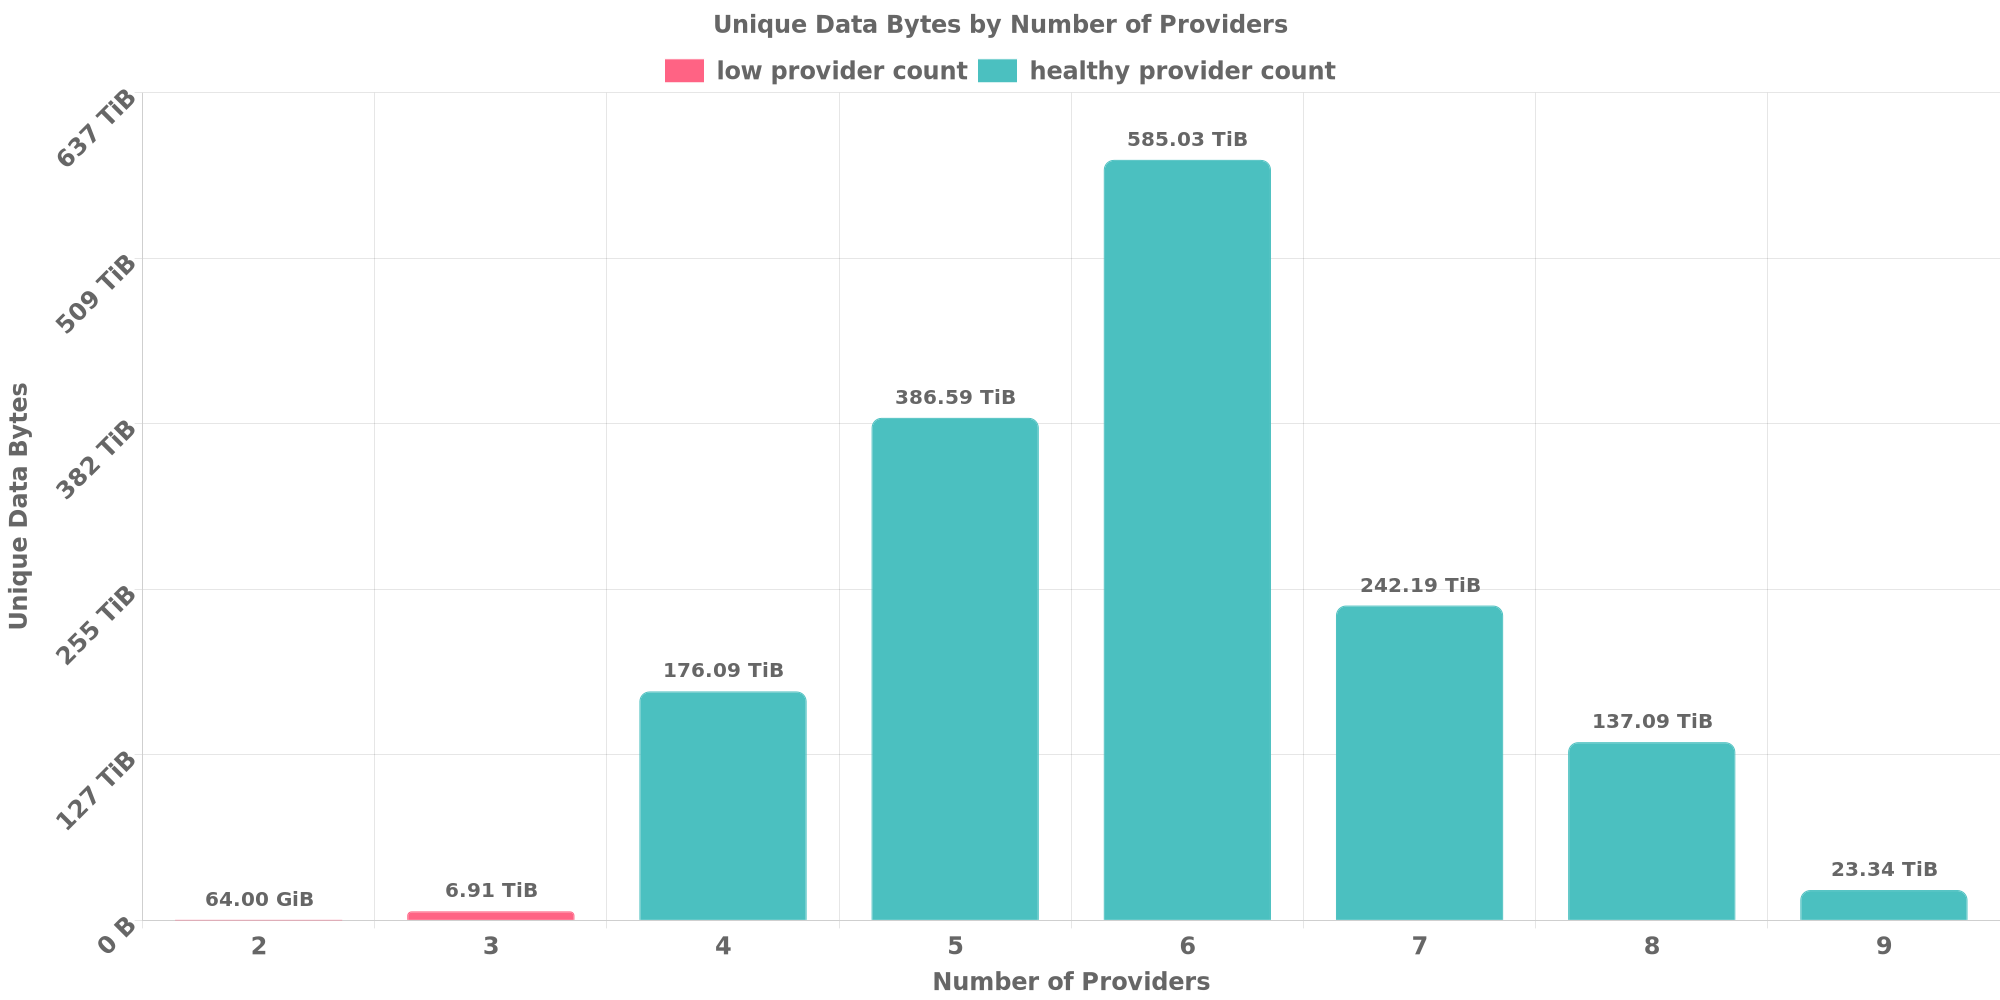 Unique Data Bytes by Number of Providers
low provider count healthy provider count
637 TiB
509 TiB
382 TiB
255 TiB
127 TiB
0 B
Unique Data Bytes
64.00 GiB
6.91 TiB
176.09 TiB
386.59 TiB
585.03 TiB
242.19 TiB
137.09 TiB
23.34 TiB
2 3 4 5 6 7 8 9
Number of Providers